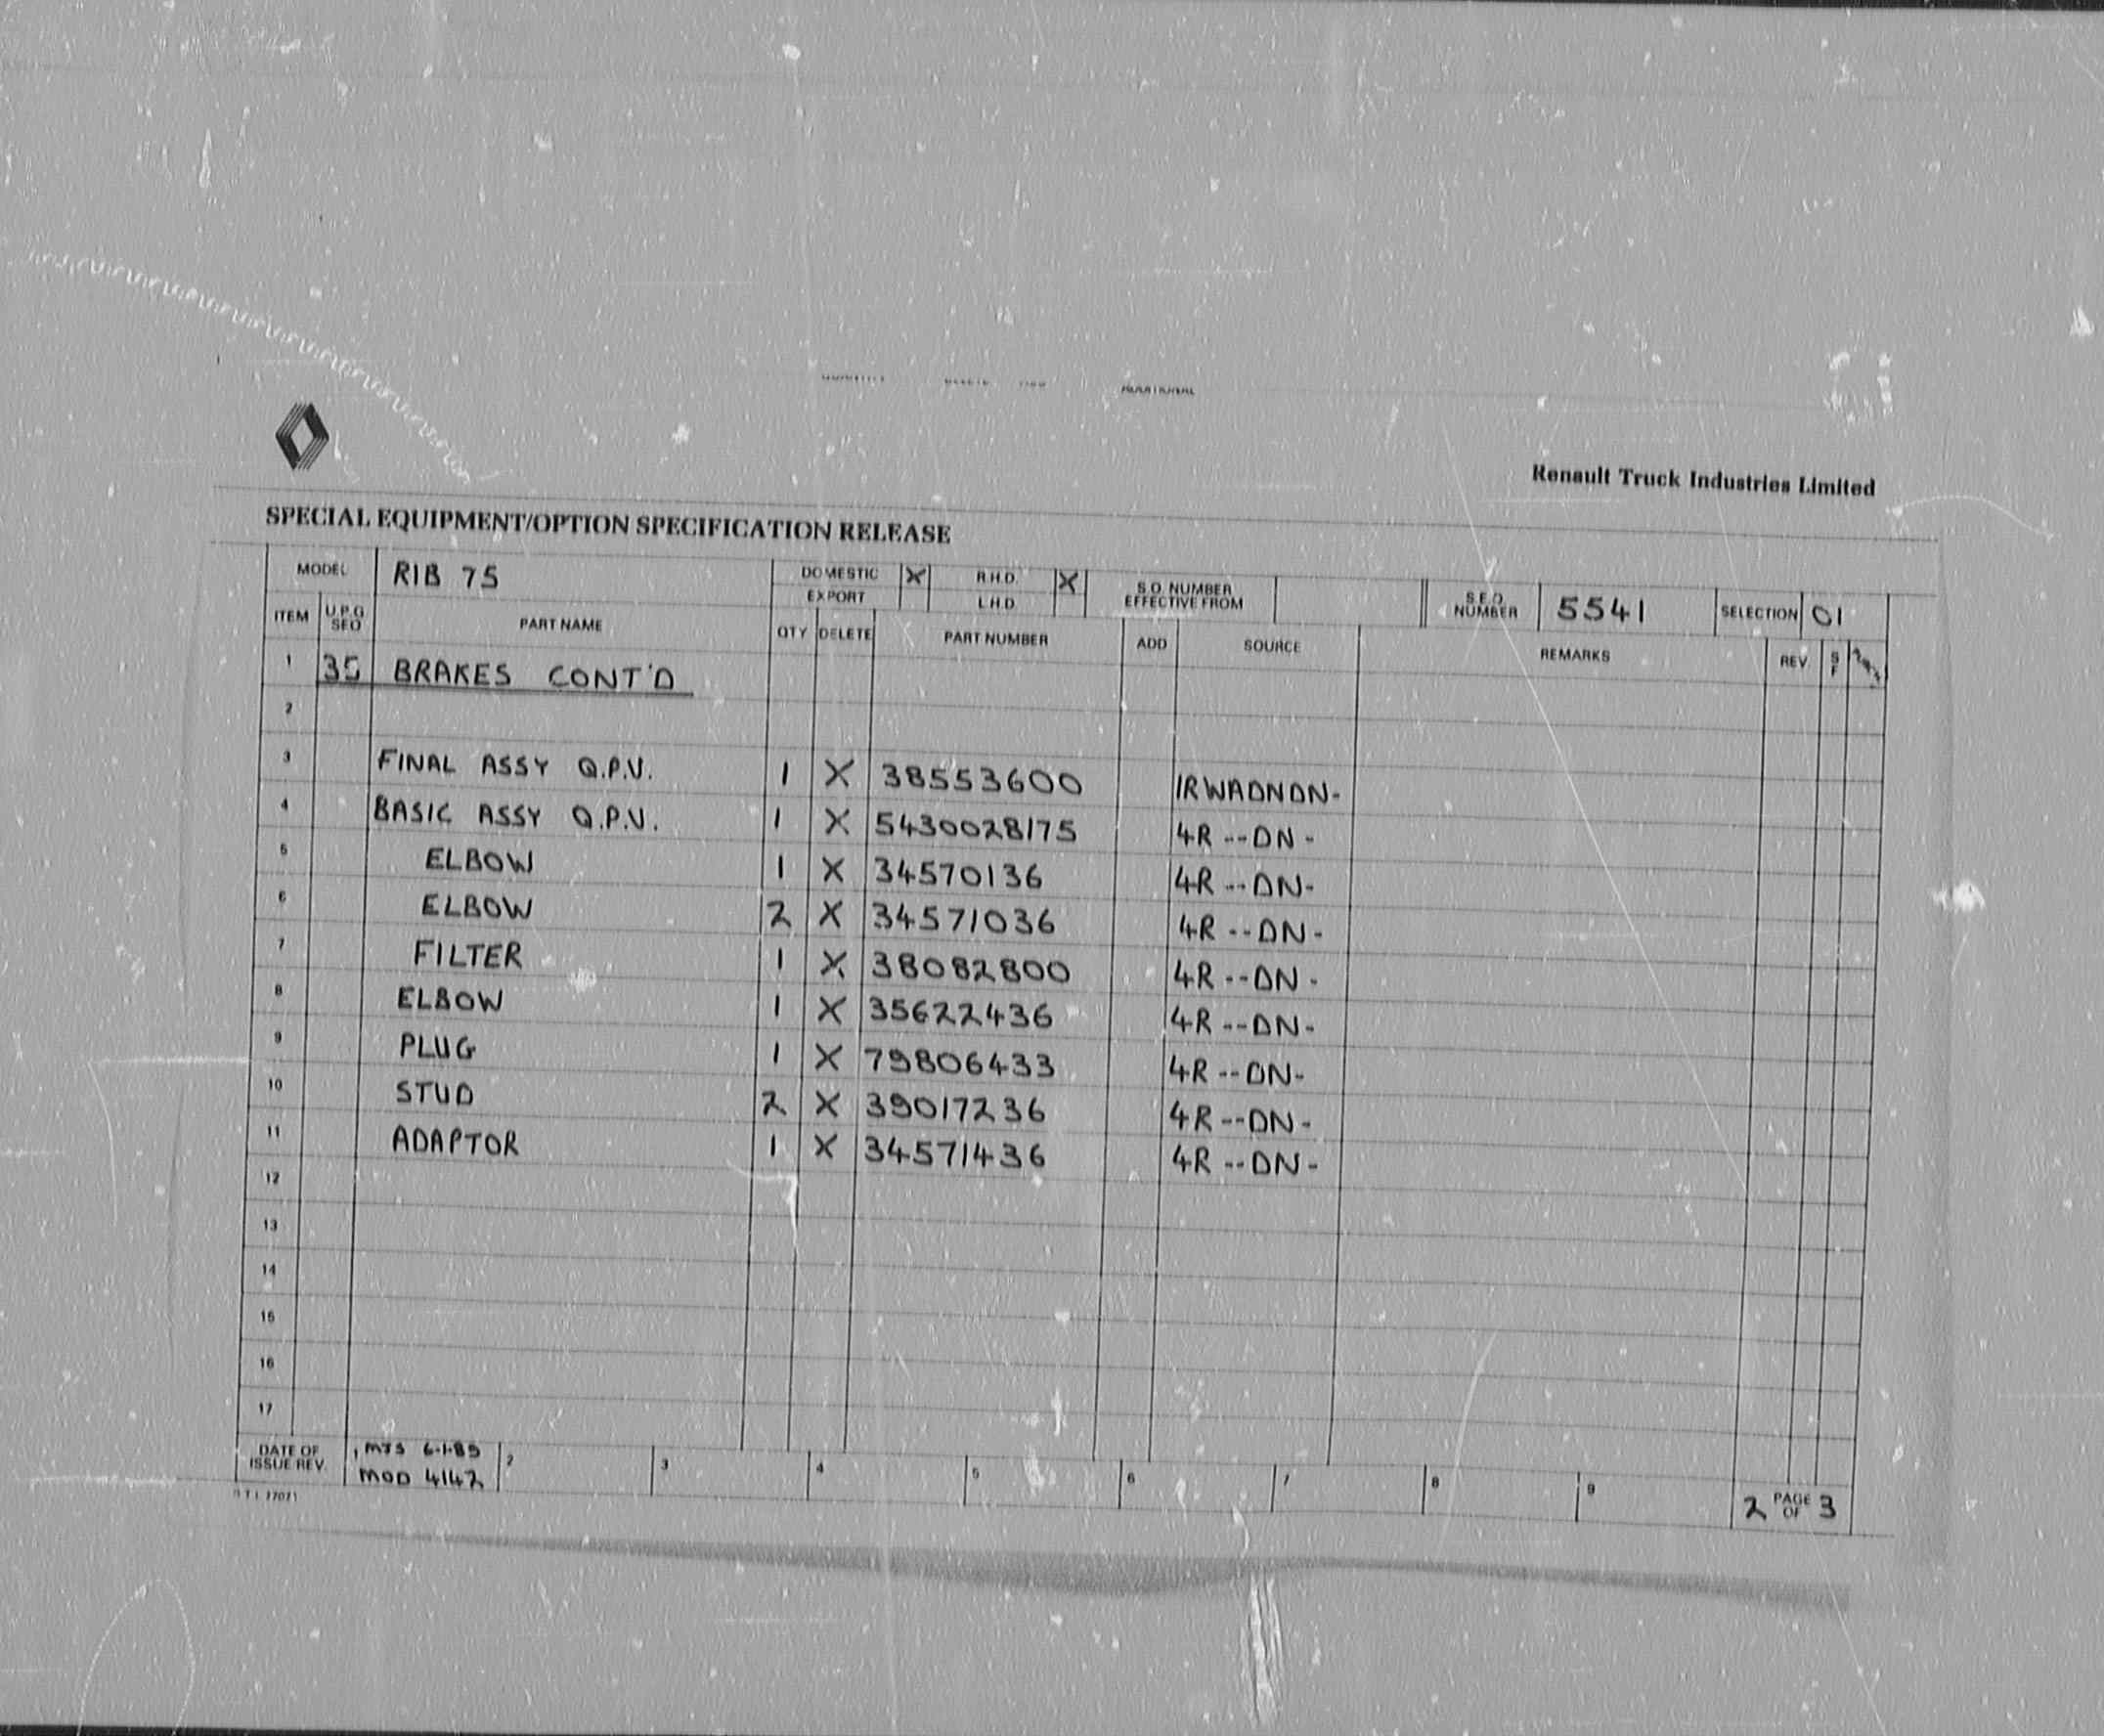 ADDITIONAL
Renault Truck Industries Limited
SPECIAL EQUIPMENT/OPTION SPECIFICATION RELEASE
MODEL RIB 75 DOMESTIC X R.H.D. X S.O. NUMBER EFFECTIVE FROM S.E.O. NUMBER 5541 SELECTION 01
EXPORT L.H.D.
ITEM U.P.G SEQ PART NAME QTY DELETE PART NUMBER ADD SOURCE REMARKS REV S F
1 35 BRAKES CONT'D
2
3 FINAL ASSY Q.P.V. 1 X 38553600 IRWADNDN-
4 BASIC ASSY Q.P.V. 1 X 5430028175 4R --DN-
5 ELBOW 1 X 34570136 4R --DN-
6 ELBOW 2 X 34571036 4R --DN-
7 FILTER 1 X 38082800 4R --DN-
8 ELBOW 1 X 35622436 4R --DN-
9 PLUG 1 X 79806433 4R --DN-
10 STUD 2 X 39017236 4R --DN-
11 ADAPTOR 1 X 34571436 4R --DN-
12
13
14
15
16
17
DATE OF ISSUE REV. 1 MJS 6-1-89 MOD 4142 2 3 4 5 6 7 8 9 2 PAGE OF 3